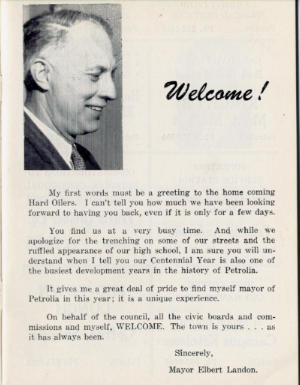 Welcome!
My first words must be a greeting to the home coming
Hard Oilers. I can't tell you how much we have been looking
forward to having you back, even if it is only for a few days.
You find us at a very busy time. And while we
apologize for the trenching on some of our streets and the
ruffled appearance of our high school, I am sure you will un-
derstand when I tell you our Centennial Year is also one of
the busiest development years in the history of Petrolia.
It gives me a great deal of pride to find myself mayor of
Petrolia in this year; it is a unique experience.
On behalf of the council, all the civic boards and com-
missions and myself, WELCOME. The town is yours . . . as
it has always been.
Sincerely,
Mayor Elbert Landon.